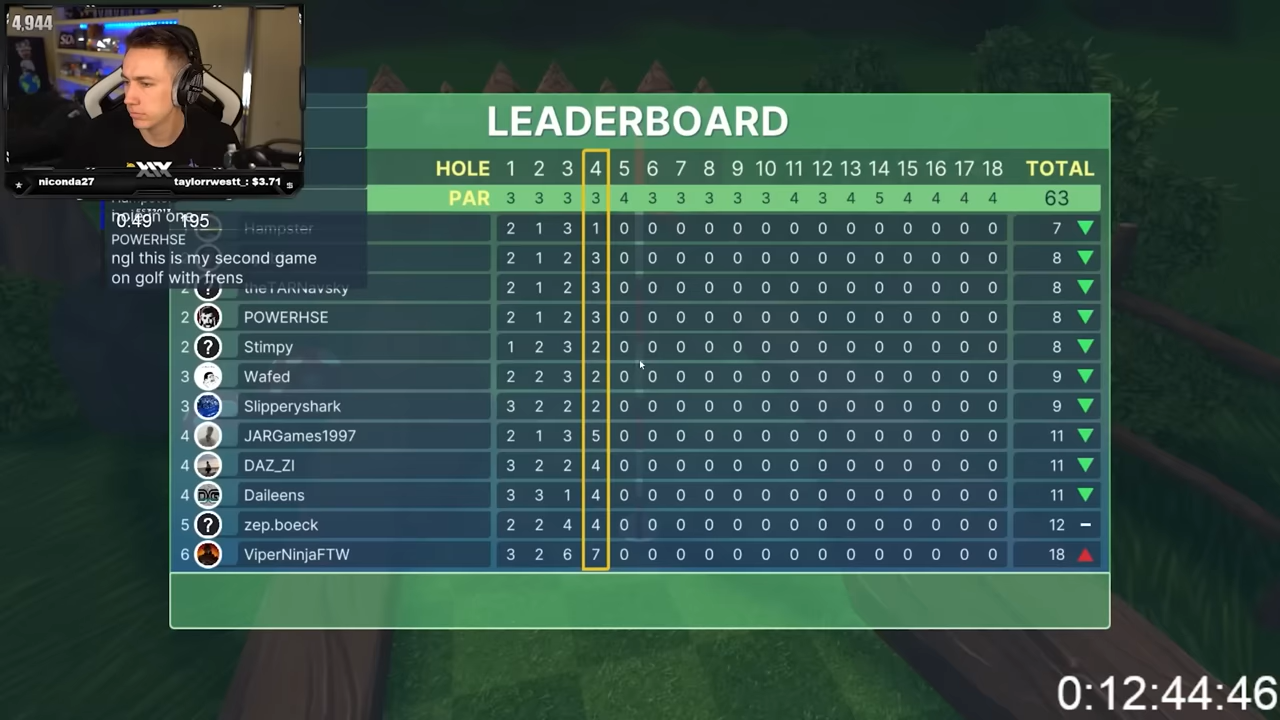 4,944
niconda27 taylorrwestt_: $3.71
LEADERBOARD
HOLE 1 2 3 4 5 6 7 8 9 10 11 12 13 14 15 16 17 18 TOTAL
PAR 3 3 3 3 4 3 3 3 3 3 4 3 4 5 4 4 4 4 63
Hampster
hole in one
0:49 195
POWERHSE
ngl this is my second game
on golf with frens
Hampster 2 1 3 1 0 0 0 0 0 0 0 0 0 0 0 0 0 0 7
2 1 2 3 0 0 0 0 0 0 0 0 0 0 0 0 0 0 8
2 ? theTARNavsky 2 1 2 3 0 0 0 0 0 0 0 0 0 0 0 0 0 0 8
2 POWERHSE 2 1 2 3 0 0 0 0 0 0 0 0 0 0 0 0 0 0 8
2 ? Stimpy 1 2 3 2 0 0 0 0 0 0 0 0 0 0 0 0 0 0 8
3 Wafed 2 2 3 2 0 0 0 0 0 0 0 0 0 0 0 0 0 0 9
3 Slipperyshark 3 2 2 2 0 0 0 0 0 0 0 0 0 0 0 0 0 0 9
4 JARGames1997 2 1 3 5 0 0 0 0 0 0 0 0 0 0 0 0 0 0 11
4 DAZ_ZI 3 2 2 4 0 0 0 0 0 0 0 0 0 0 0 0 0 0 11
4 DG Daileens 3 3 1 4 0 0 0 0 0 0 0 0 0 0 0 0 0 0 11
5 ? zep.boeck 2 2 4 4 0 0 0 0 0 0 0 0 0 0 0 0 0 0 12 –
6 ViperNinjaFTW 3 2 6 7 0 0 0 0 0 0 0 0 0 0 0 0 0 0 18
0:12:44:46